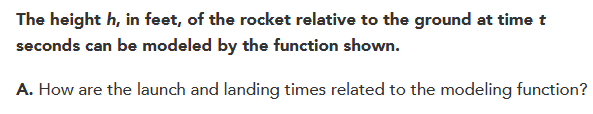 The height h, in feet, of the rocket relative to the ground at time t
seconds can be modeled by the function shown.
A. How are the launch and landing times related to the modeling function?